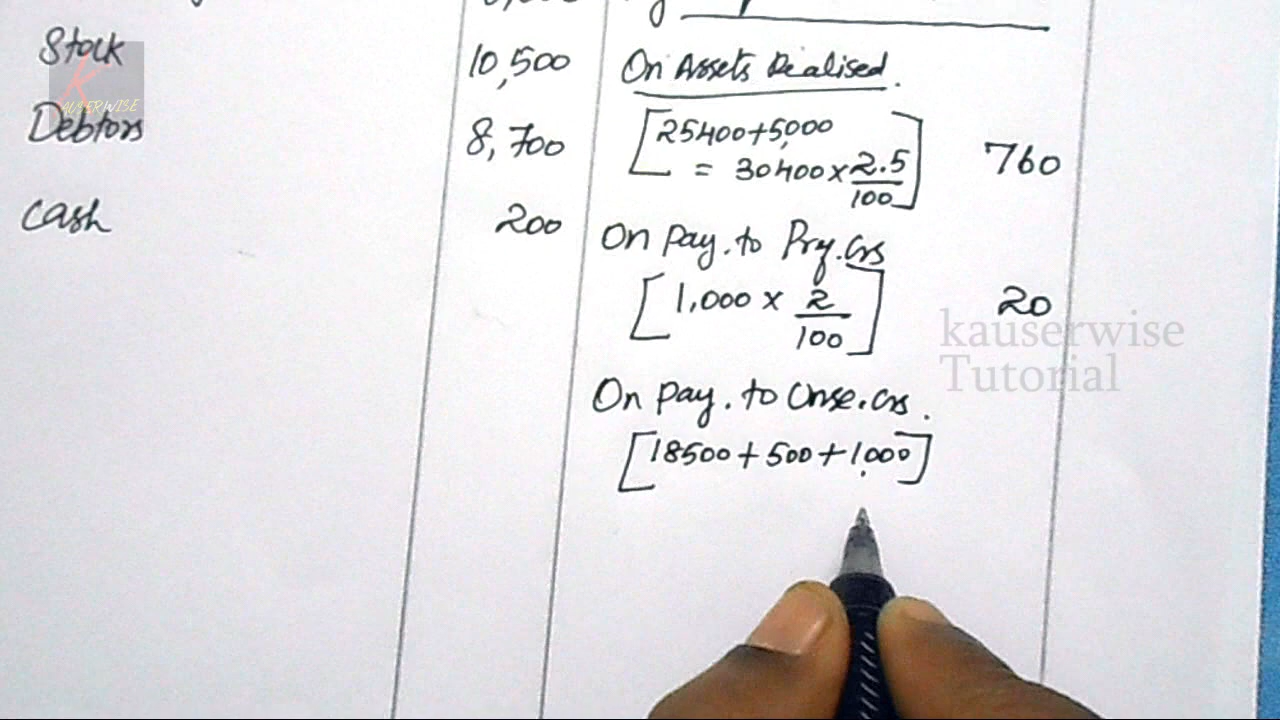 Stock 10,500 On Assets Realised.
KAUSERWISE
Debtors 8,700 [25400+5,000
= 30400 × 2.5/100] 760
Cash 200 On Pay. to Pry. Crs
[1,000 × 2/100] 20
kauserwise
Tutorial
On Pay. to Unse. Crs.
[18500 + 500 + 1000]